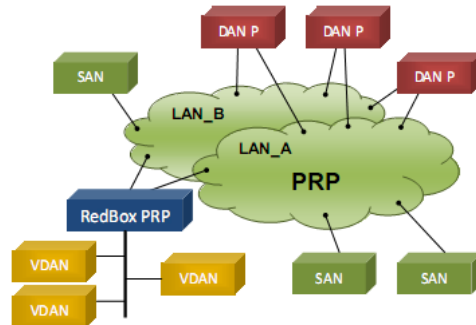 DAN P
DAN P
SAN
DAN P
LAN_B
LAN_A
PRP
RedBox PRP
VDAN
VDAN
SAN
SAN
VDAN